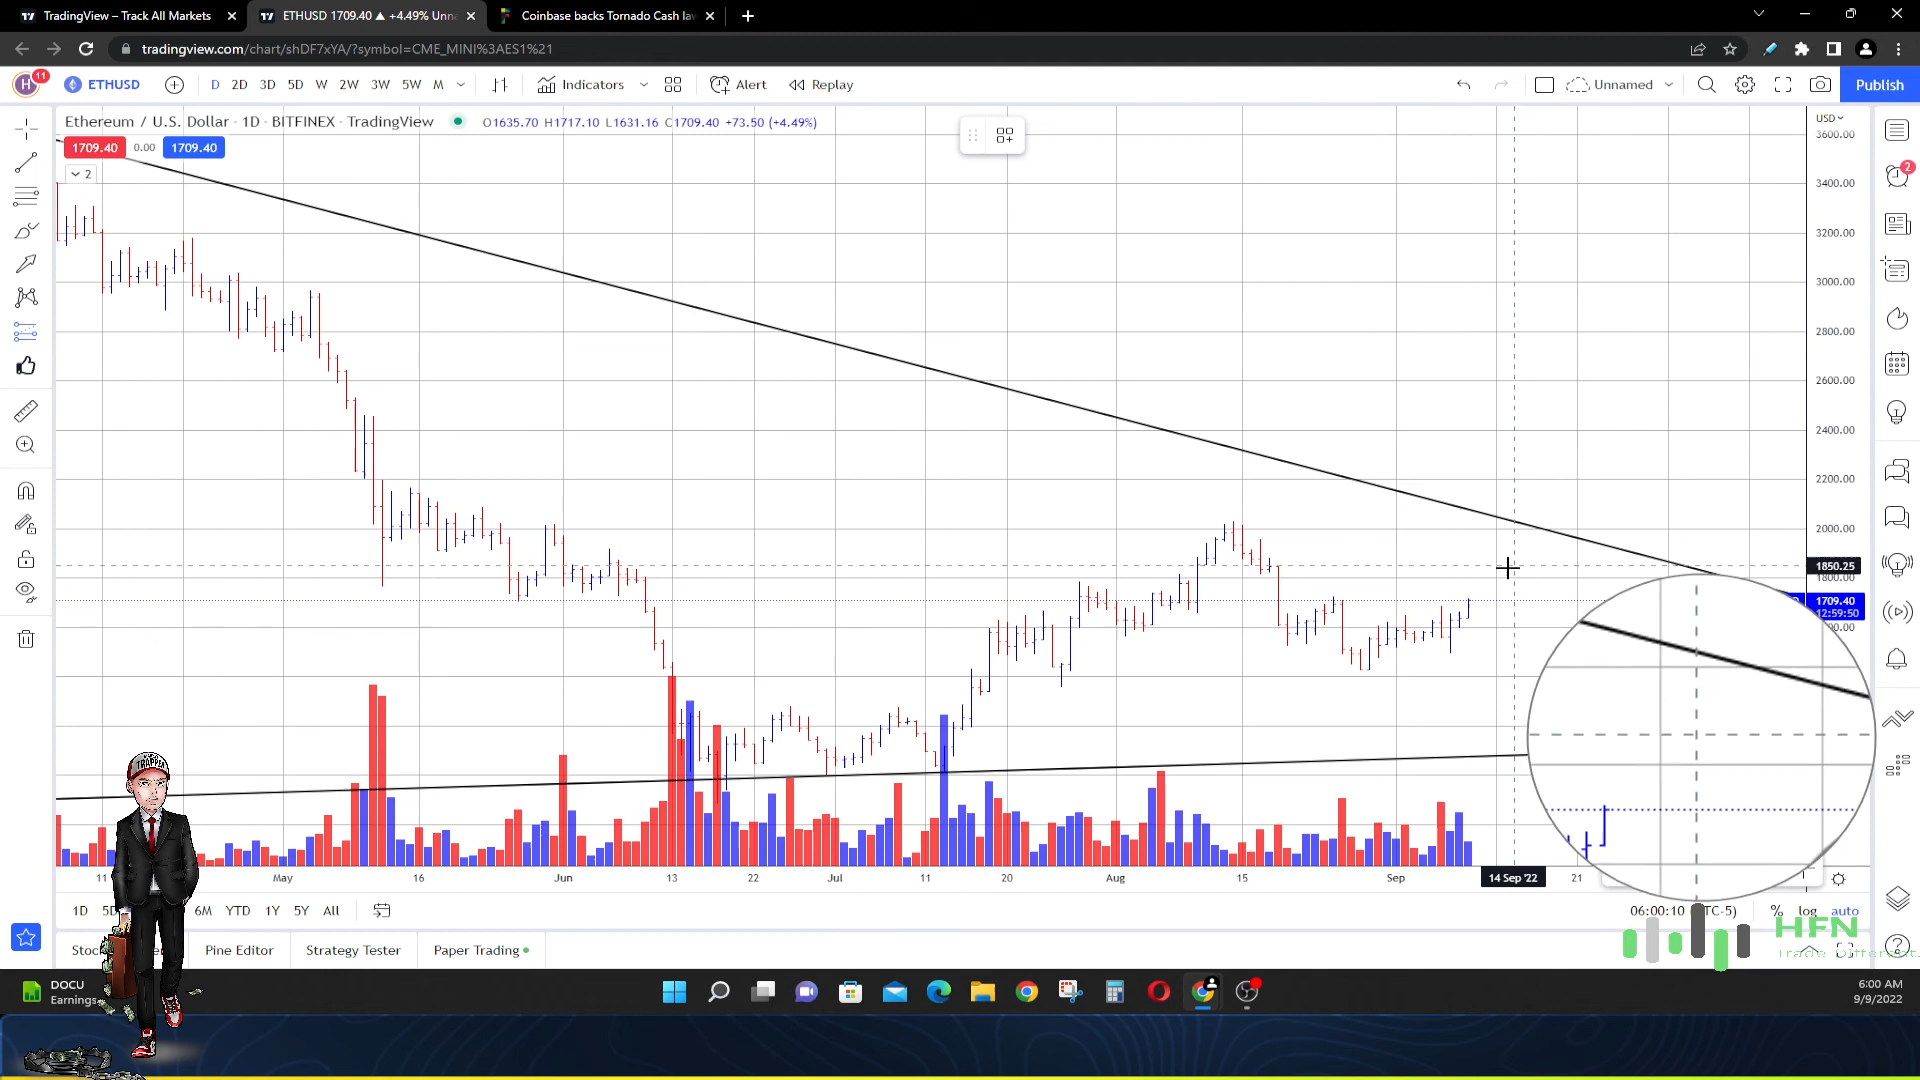 TradingView – Track All Markets
ETHUSD 1709.40 ▲ +4.49% Unna
Coinbase backs Tornado Cash la
tradingview.com/chart/shDF7xYA/?symbol=CME_MINI%3AES1%21
H 11
ETHUSD
D 2D 3D 5D W 2W 3W 5W M
Indicators
Alert
Replay
Unnamed
Publish
Ethereum / U.S. Dollar · 1D · BITFINEX · TradingView
O1635.70 H1717.10 L1631.16 C1709.40 +73.50 (+4.49%)
1709.40 0.00 1709.40
2
USD
3600.00
3400.00
3200.00
3000.00
2800.00
2600.00
2400.00
2200.00
2000.00
1850.25
1800.00
1709.40
12:59:50
2
TRAPPER
11 May 16 Jun 13 22 Jul 11 20 Aug 15 Sep 14 Sep '22 21
1D 6M YTD 1Y 5Y All
06:00:10
% log auto
Pine Editor
Strategy Tester
Paper Trading
HFN
Trade Different.
DOCU
Earnings
6:00 AM
9/9/2022